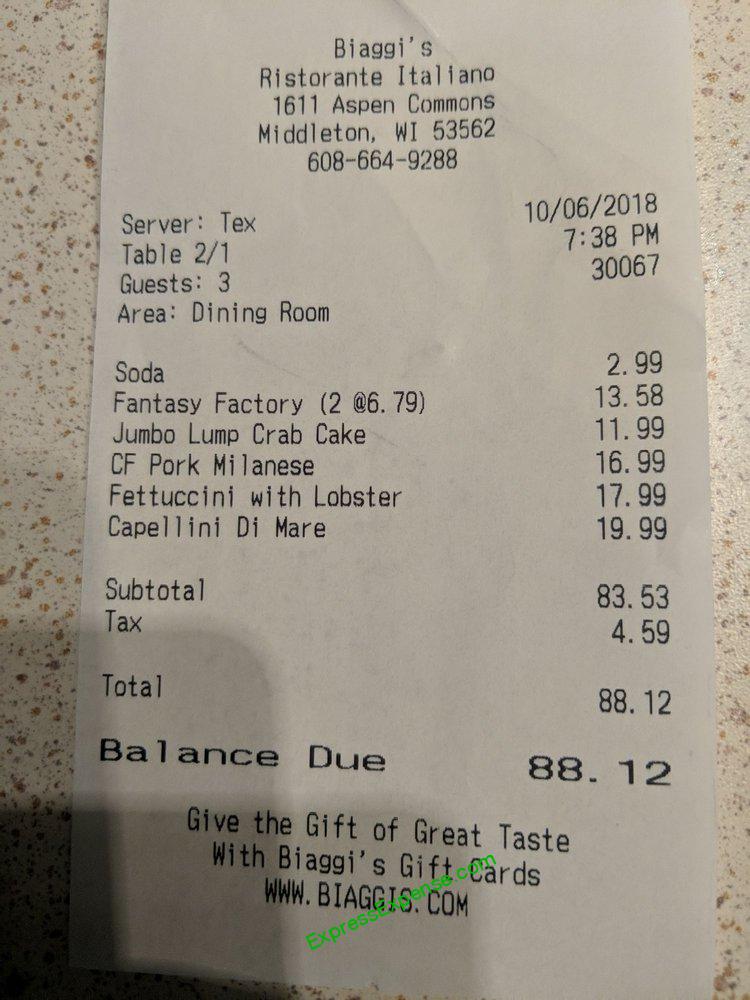 Biaggi's
Ristorante Italiano
1611 Aspen Commons
Middleton, WI 53562
608-664-9288
Server: Tex 10/06/2018
Table 2/1 7:38 PM
Guests: 3 30067
Area: Dining Room
Soda 2.99
Fantasy Factory (2 @6.79) 13.58
Jumbo Lump Crab Cake 11.99
CF Pork Milanese 16.99
Fettuccini with Lobster 17.99
Capellini Di Mare 19.99
Subtotal 83.53
Tax 4.59
Total 88.12
Balance Due 88.12
Give the Gift of Great Taste
With Biaggi's Gift Cards
WWW.BIAGGIS.COM
ExpressExpense.com